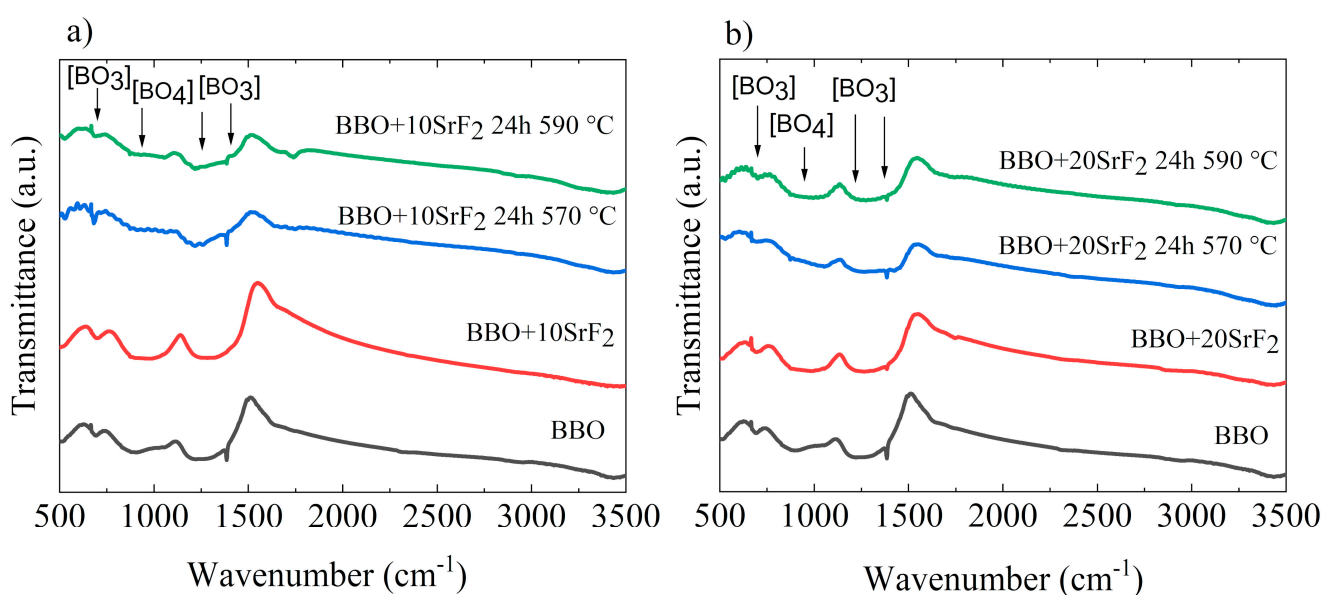 a)
[BO3] [BO4] [BO3]
BBO+10SrF2 24h 590 °C
BBO+10SrF2 24h 570 °C
BBO+10SrF2
BBO
Transmittance (a.u.)
500 1000 1500 2000 2500 3000 3500
Wavenumber (cm-1)
b)
[BO3] [BO3]
[BO4]
BBO+20SrF2 24h 590 °C
BBO+20SrF2 24h 570 °C
BBO+20SrF2
BBO
Transmittance (a.u.)
500 1000 1500 2000 2500 3000 3500
Wavenumber (cm-1)